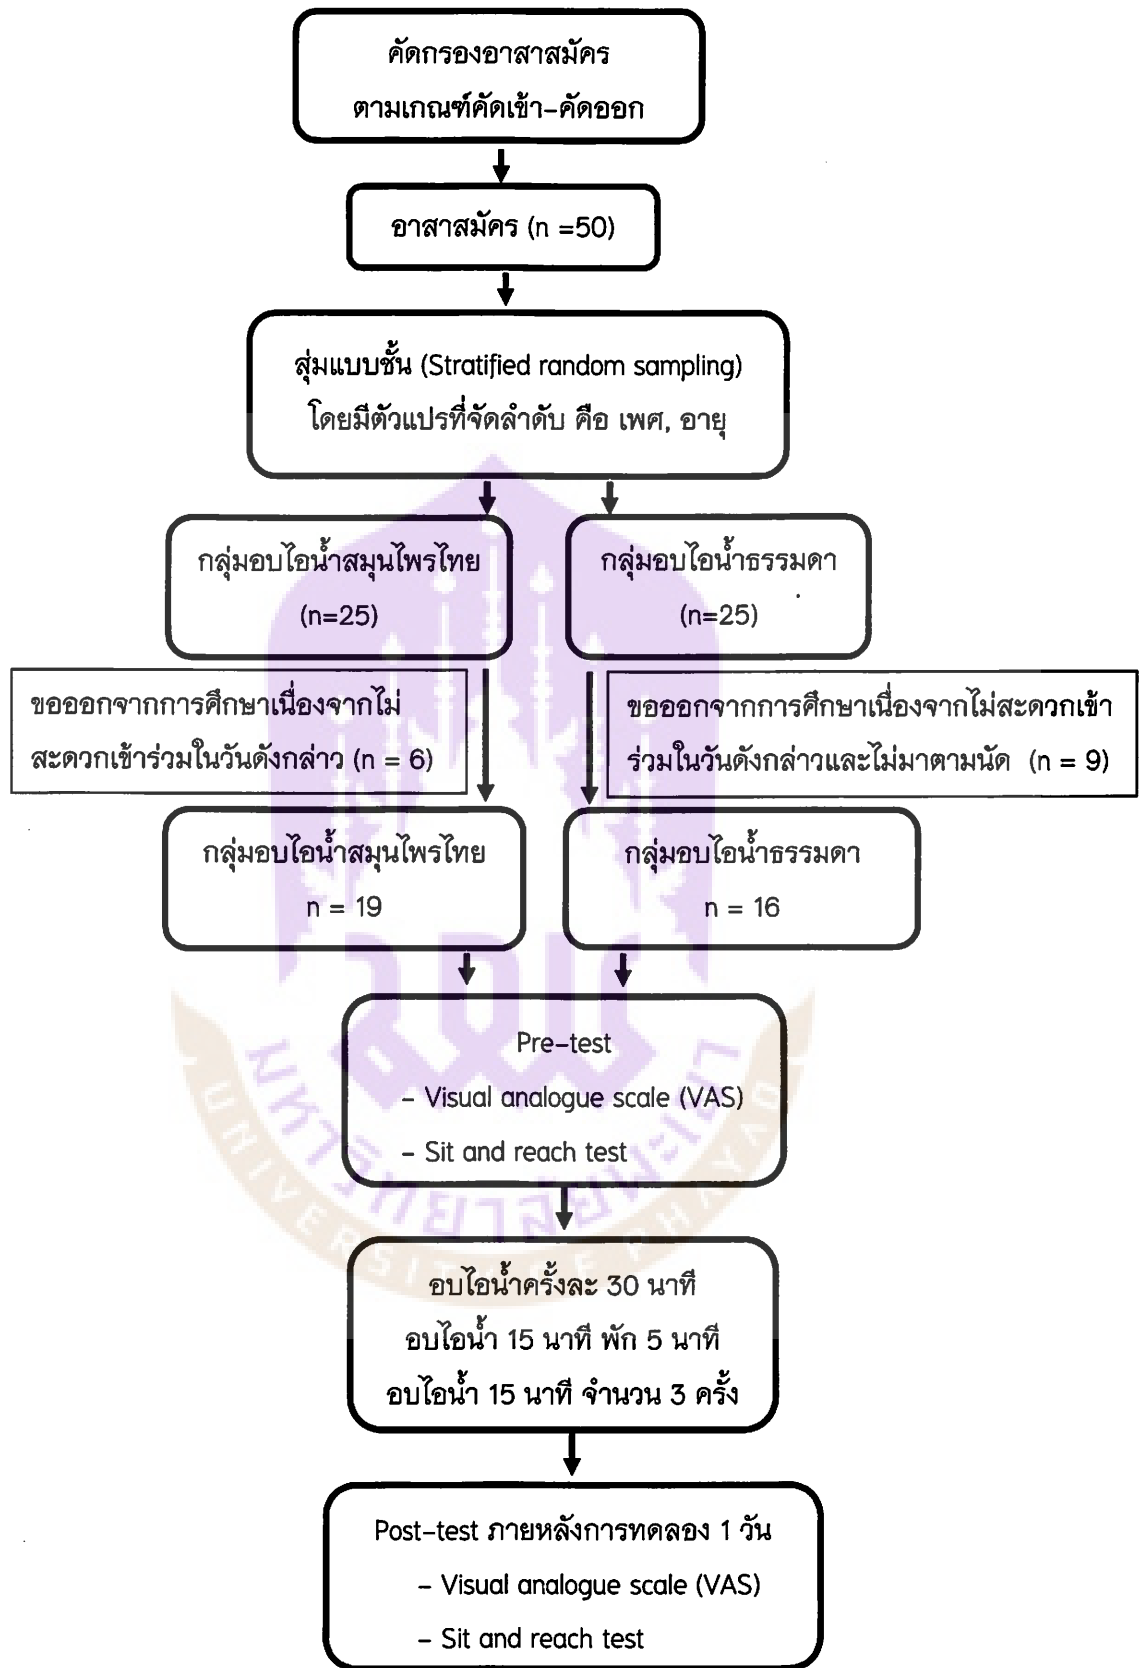 คัดกรองอาสาสมัคร
ตามเกณฑ์คัดเข้า-คัดออก
อาสาสมัคร (n =50)
สุ่มแบบชั้น (Stratified random sampling)
โดยมีตัวแปรที่จัดลำดับ คือ เพศ, อายุ
กลุ่มอบไอน้ำสมุนไพรไทย
(n=25)
กลุ่มอบไอน้ำธรรมดา
(n=25)
ขอออกจากการศึกษาเนื่องจากไม่
สะดวกเข้าร่วมในวันดังกล่าว (n = 6)
ขอออกจากการศึกษาเนื่องจากไม่สะดวกเข้า
ร่วมในวันดังกล่าวและไม่มาตามนัด (n = 9)
กลุ่มอบไอน้ำสมุนไพรไทย
n = 19
กลุ่มอบไอน้ำธรรมดา
n = 16
Pre-test
- Visual analogue scale (VAS)
- Sit and reach test
มหาวิทยาลัยพะเยา
UNIVERSITY OF PHAYAO
อบไอน้ำครั้งละ 30 นาที
อบไอน้ำ 15 นาที พัก 5 นาที
อบไอน้ำ 15 นาที จำนวน 3 ครั้ง
Post-test ภายหลังการทดลอง 1 วัน
- Visual analogue scale (VAS)
- Sit and reach test